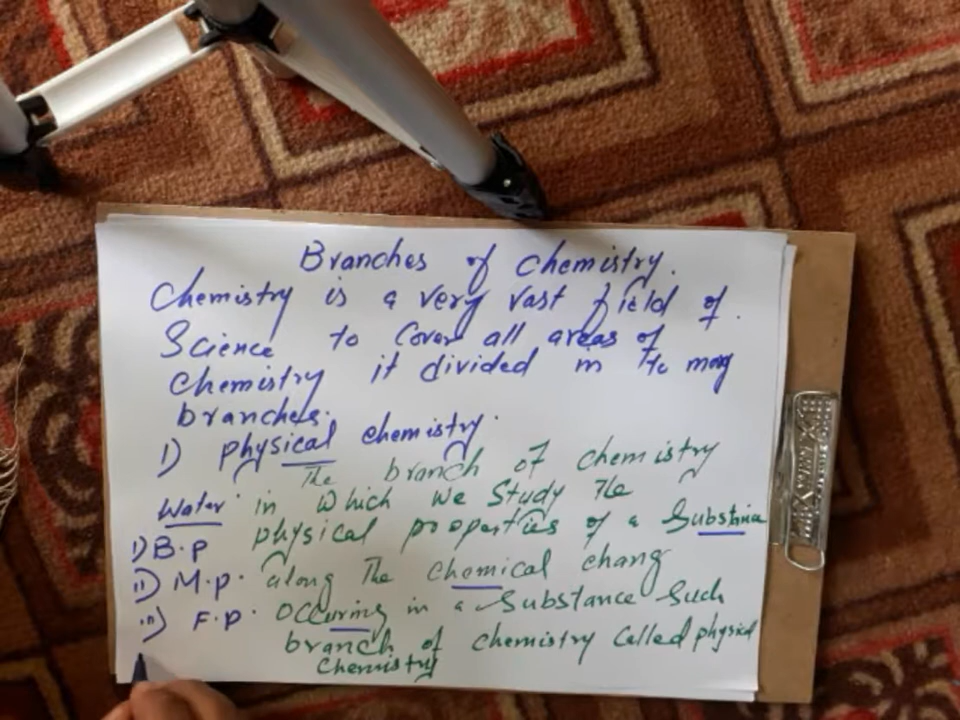 Branches of chemistry.
Chemistry is a very vast field of.
Science to Cover all areas of
Chemistry it divided in to many
branches.
1) physical chemistry.
The branch of chemistry
Water in which we study the
i) B.p physical properties of a Substance
ii) M.p. along The chemical chang
iii) F.p. occuring in a substance such
branch of chemistry Called physical
chemistry